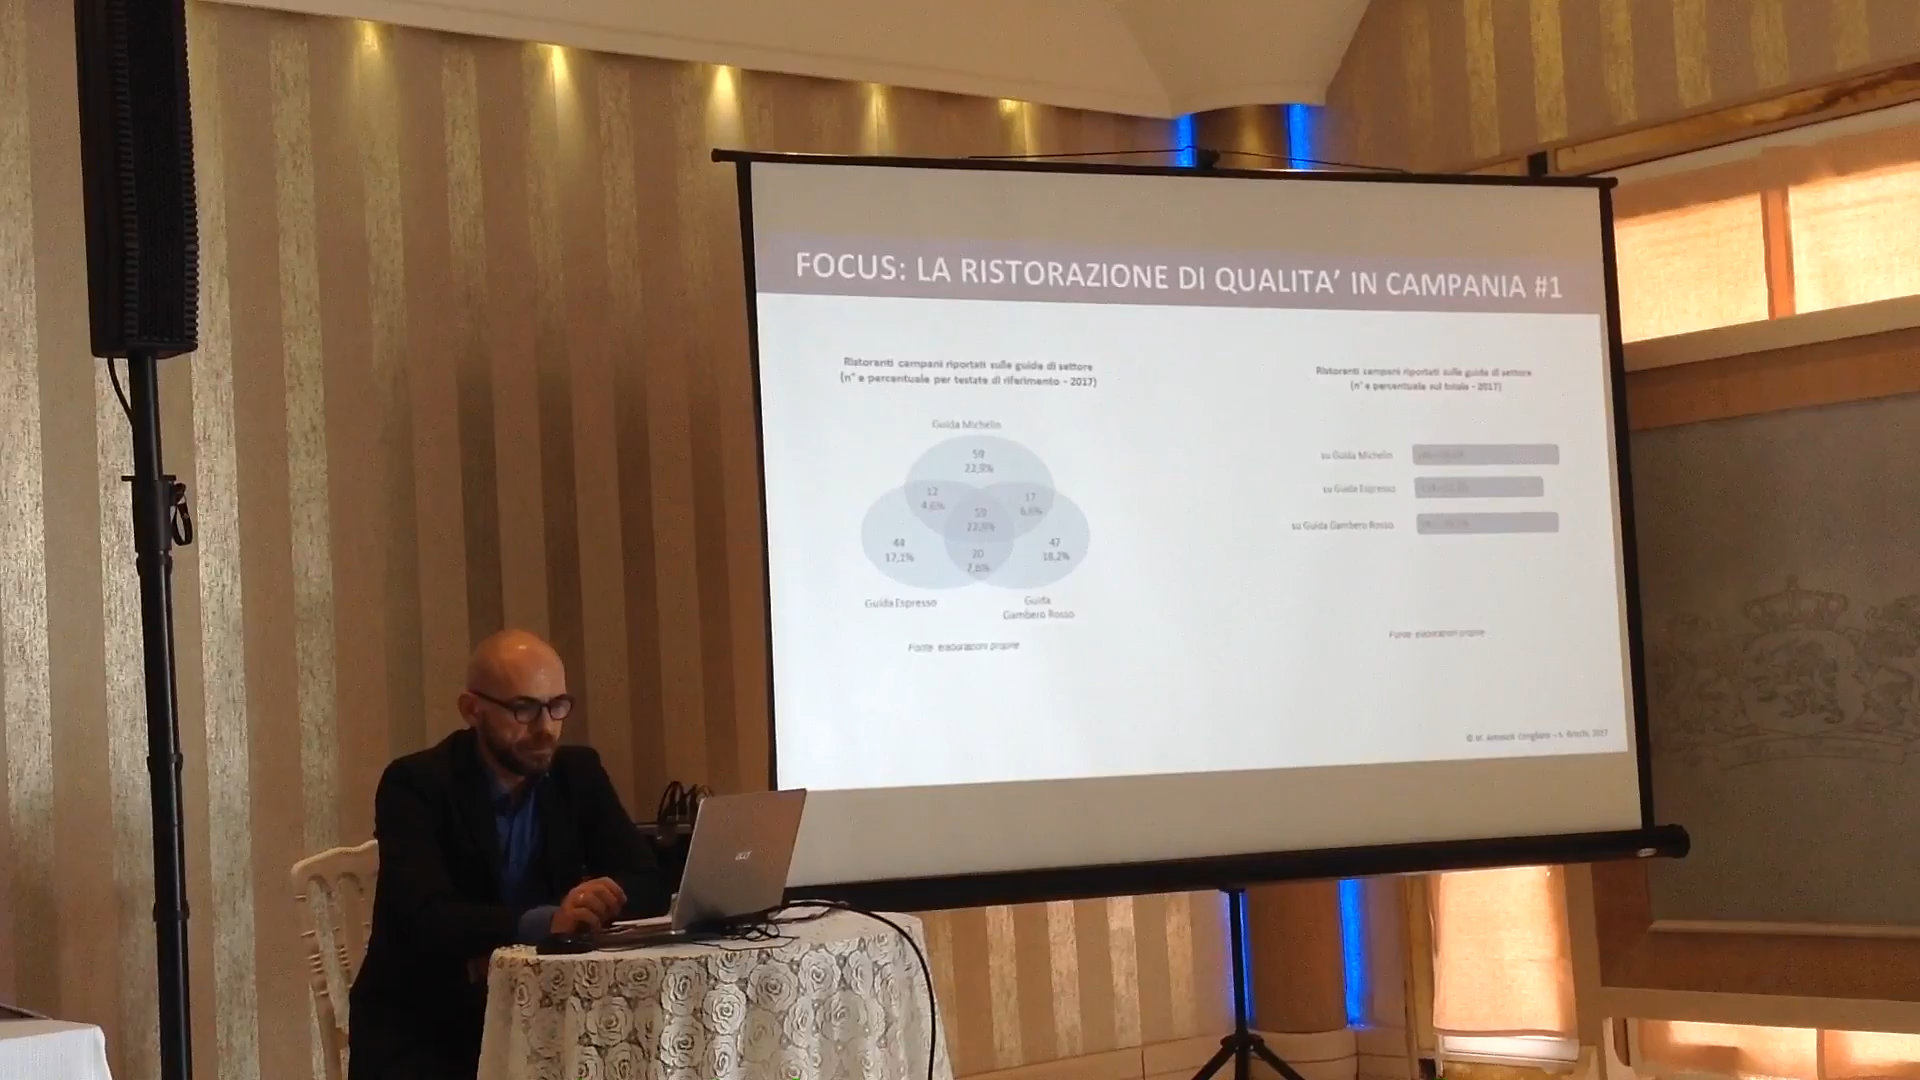 FOCUS: LA RISTORAZIONE DI QUALITA' IN CAMPANIA #1
Ristoranti campani riportati sulle guide di settore
(n° e percentuale per testate di riferimento - 2017)
Guida Michelin
59
22,9%
12
4,6%
17
6,6%
59
22,9%
44
17,1%
47
18,2%
20
7,8%
Guida Espresso
Guida
Gambero Rosso
Fonte elaborazioni proprie
Ristoranti campani riportati sulle guide di settore
(n° e percentuale sul totale - 2017)
su Guida Michelin
su Guida Espresso
su Guida Gambero Rosso
Fonte elaborazioni proprie
2017